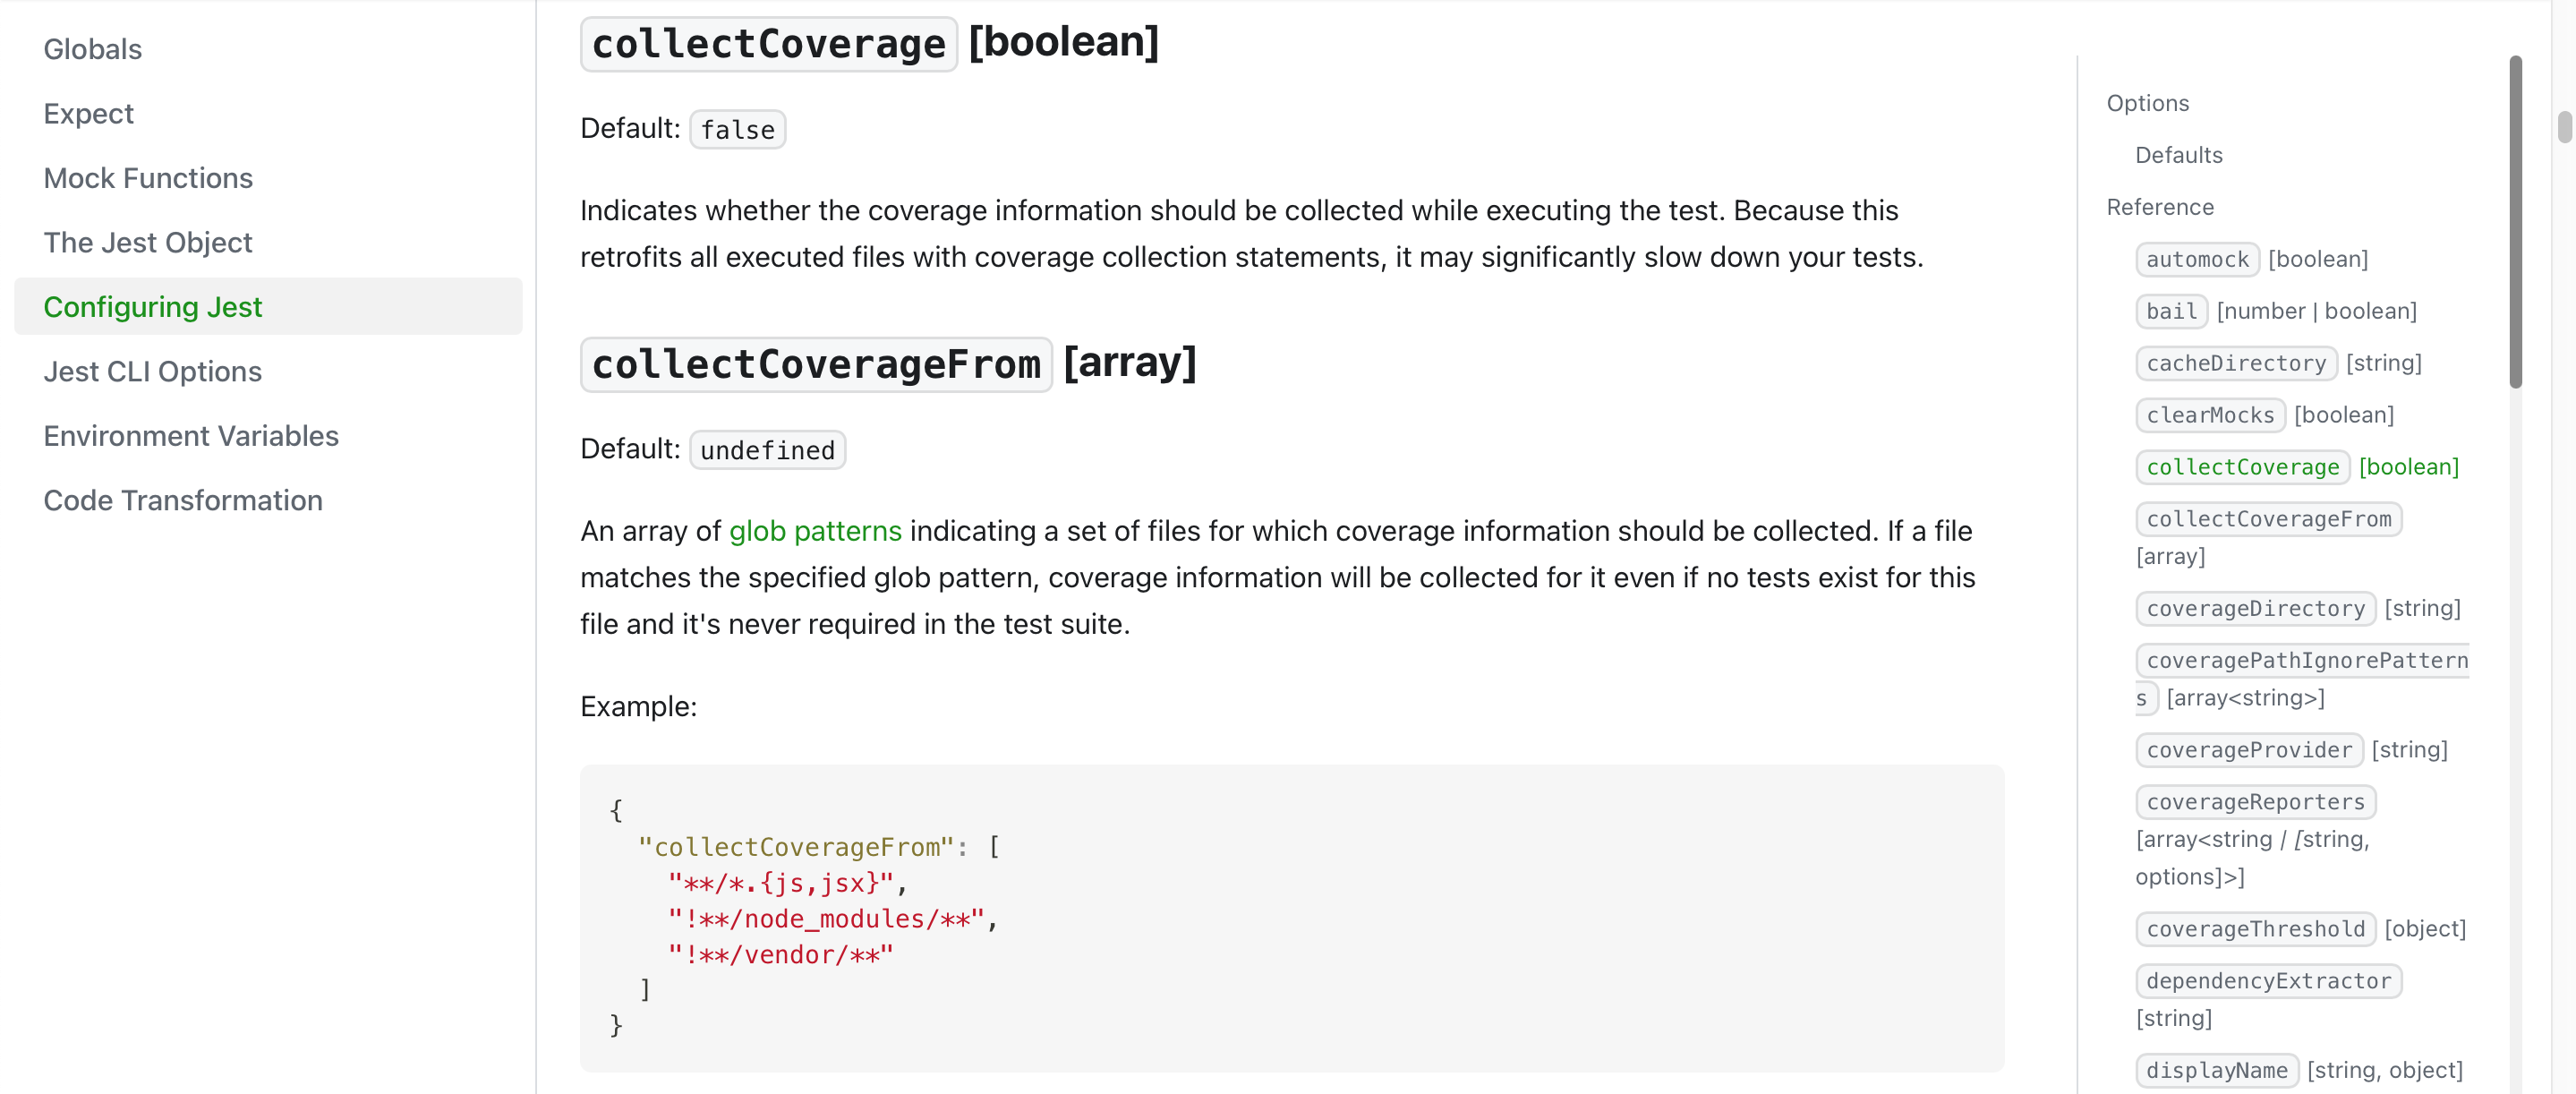 Globals
Expect
Mock Functions
The Jest Object
Configuring Jest
Jest CLI Options
Environment Variables
Code Transformation
collectCoverage [boolean]
Default: false
Indicates whether the coverage information should be collected while executing the test. Because this
retrofits all executed files with coverage collection statements, it may significantly slow down your tests.
collectCoverageFrom [array]
Default: undefined
An array of glob patterns indicating a set of files for which coverage information should be collected. If a file
matches the specified glob pattern, coverage information will be collected for it even if no tests exist for this
file and it's never required in the test suite.
Example:
{
  "collectCoverageFrom": [
    "**/*.{js,jsx}",
    "!**/node_modules/**",
    "!**/vendor/**"
  ]
}
Options
Defaults
Reference
automock [boolean]
bail [number | boolean]
cacheDirectory [string]
clearMocks [boolean]
collectCoverage [boolean]
collectCoverageFrom
[array]
coverageDirectory [string]
coveragePathIgnorePattern
s [array<string>]
coverageProvider [string]
coverageReporters
[array<string | [string,
options]>]
coverageThreshold [object]
dependencyExtractor
[string]
displayName [string, object]